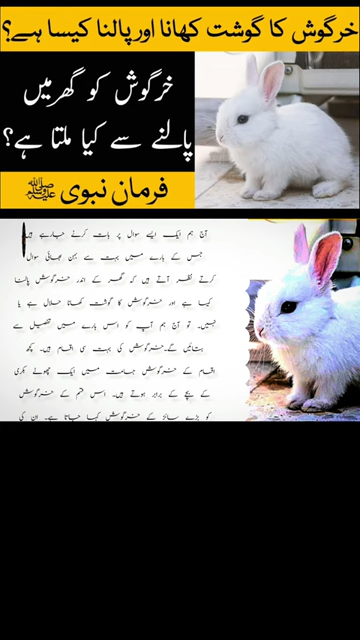 خرگوش کا گوشت کھانا اور پالنا کیسا ہے؟
خرگوش کو گھر میں
پالنے سے کیا ملتا ہے؟
فرمان نبوی ﷺ
آج ہم ایک ایسے سوال پر بات کرنے جارہے ہیں
جس کے بارے میں بہت سے بہن بھائی سوال
کرتے نظر آتے ہیں کہ گھر کے اندر خرگوش پالنا
کیسا ہے اور خرگوش کا گوشت کھانا حلال ہے یا
نہیں۔ تو آج ہم آپ کو اس بارے میں تفصیل سے
بتائیں گے۔خرگوش کی بہت سی اقسام ہیں۔ کچھ
اقسام کے خرگوش جسامت میں ایک چھوٹے بکری
کے بچے کے برابر ہوتے ہیں۔ اس قسم کے خرگوش
کو بڑے سائز کے خرگوش کہا جاتا ہے۔ ان کی